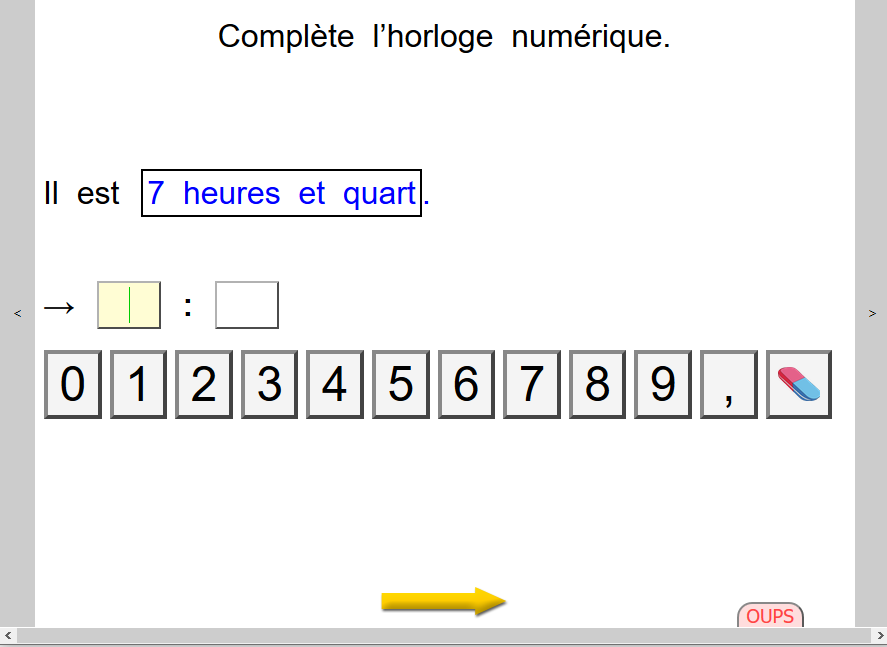 Complète l’horloge numérique.
Il est 7 heures et quart.
→ :
0 1 2 3 4 5 6 7 8 9 ,
< >
OUPS
< >